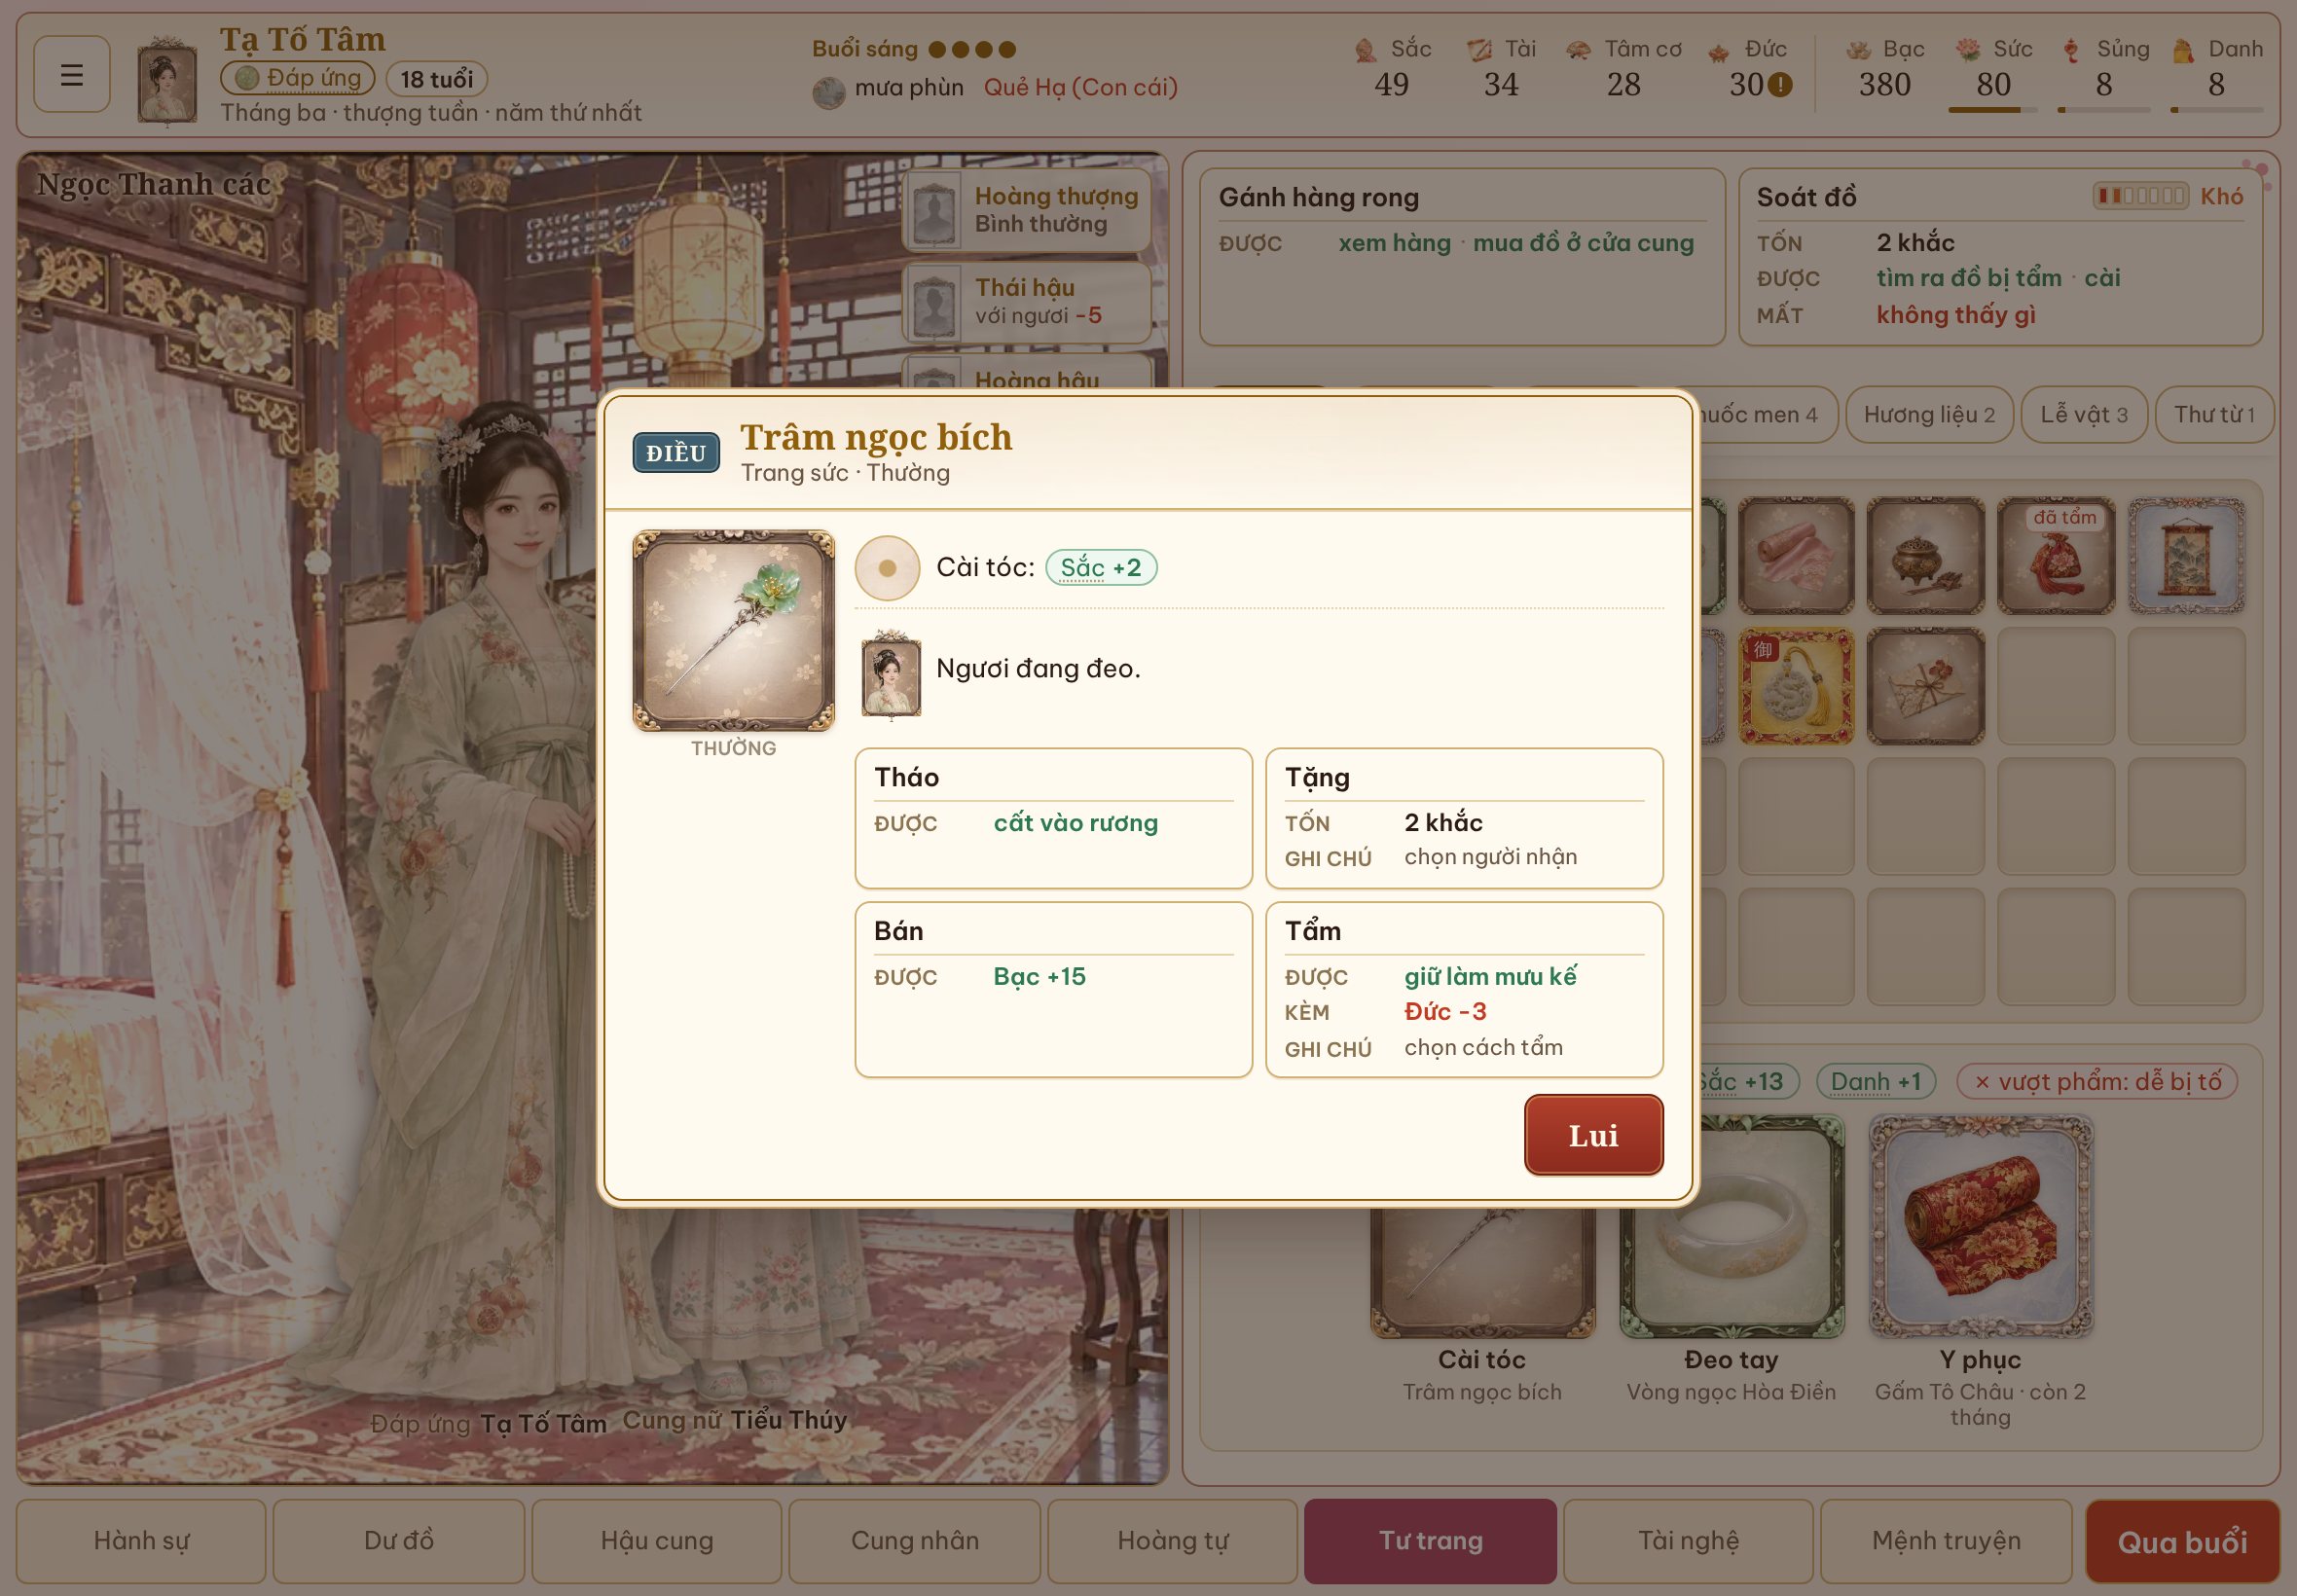 ☰
Tạ Tố Tâm
Đáp ứng
18 tuổi
Tháng ba · thượng tuần · năm thứ nhất
Buổi sáng
mưa phùn Quẻ Hạ (Con cái)
Sắc Tài Tâm cơ Đức Bạc Sức Sủng Danh
49 34 28 30 ! 380 80 8 8
Ngọc Thanh các
Hoàng thượng
Bình thường
Thái hậu
với ngươi -5
Hoàng hậu
Gánh hàng rong
ĐƯỢC xem hàng · mua đồ ở cửa cung
Soát đồ Khó
TỐN 2 khắc
ĐƯỢC tìm ra đồ bị tẩm · cài
MẤT không thấy gì
huốc men 4
Hương liệu 2
Lễ vật 3
Thư từ 1
đã tẩm
御
ĐIỀU
Trâm ngọc bích
Trang sức · Thường
THƯỜNG
Cài tóc: Sắc +2
Ngươi đang đeo.
Tháo
ĐƯỢC cất vào rương
Tặng
TỐN 2 khắc
GHI CHÚ chọn người nhận
Bán
ĐƯỢC Bạc +15
Tẩm
ĐƯỢC giữ làm mưu kế
KÈM Đức -3
GHI CHÚ chọn cách tẩm
Lui
Sắc +13
Danh +1
× vượt phẩm: dễ bị tố
Cài tóc
Trâm ngọc bích
Đeo tay
Vòng ngọc Hòa Điền
Y phục
Gấm Tô Châu · còn 2
tháng
Đáp ứng Tạ Tố Tâm
Cung nữ Tiểu Thúy
Hành sự
Dư đồ
Hậu cung
Cung nhân
Hoàng tự
Tư trang
Tài nghệ
Mệnh truyện
Qua buổi